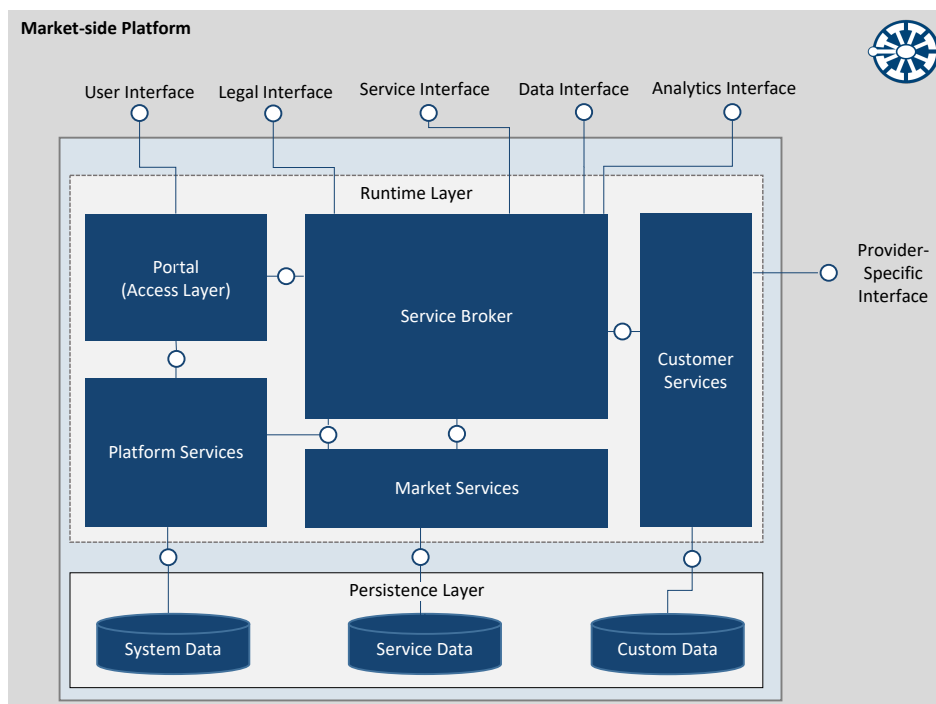 Market-side Platform
User Interface
Legal Interface
Service Interface
Data Interface
Analytics Interface
Runtime Layer
Portal
(Access Layer)
Service Broker
Provider-
Specific
Interface
Customer
Services
Platform Services
Market Services
Persistence Layer
System Data
Service Data
Custom Data